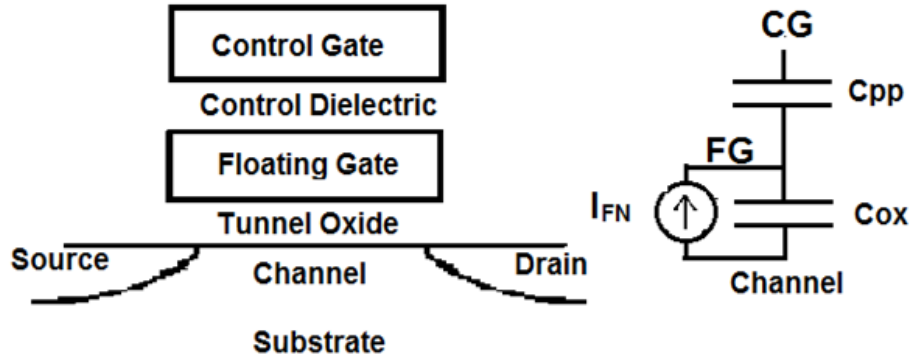 Control Gate
Control Dielectric
Floating Gate
Tunnel Oxide
Source
Channel
Drain
Substrate
CG
Cpp
FG
IFN
Cox
Channel